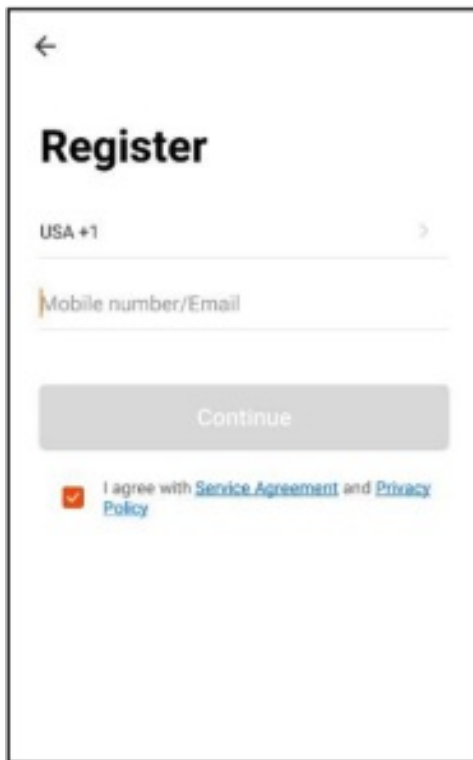 Register
USA +1
Mobile number/Email
Continue
I agree with Service Agreement and Privacy
Policy